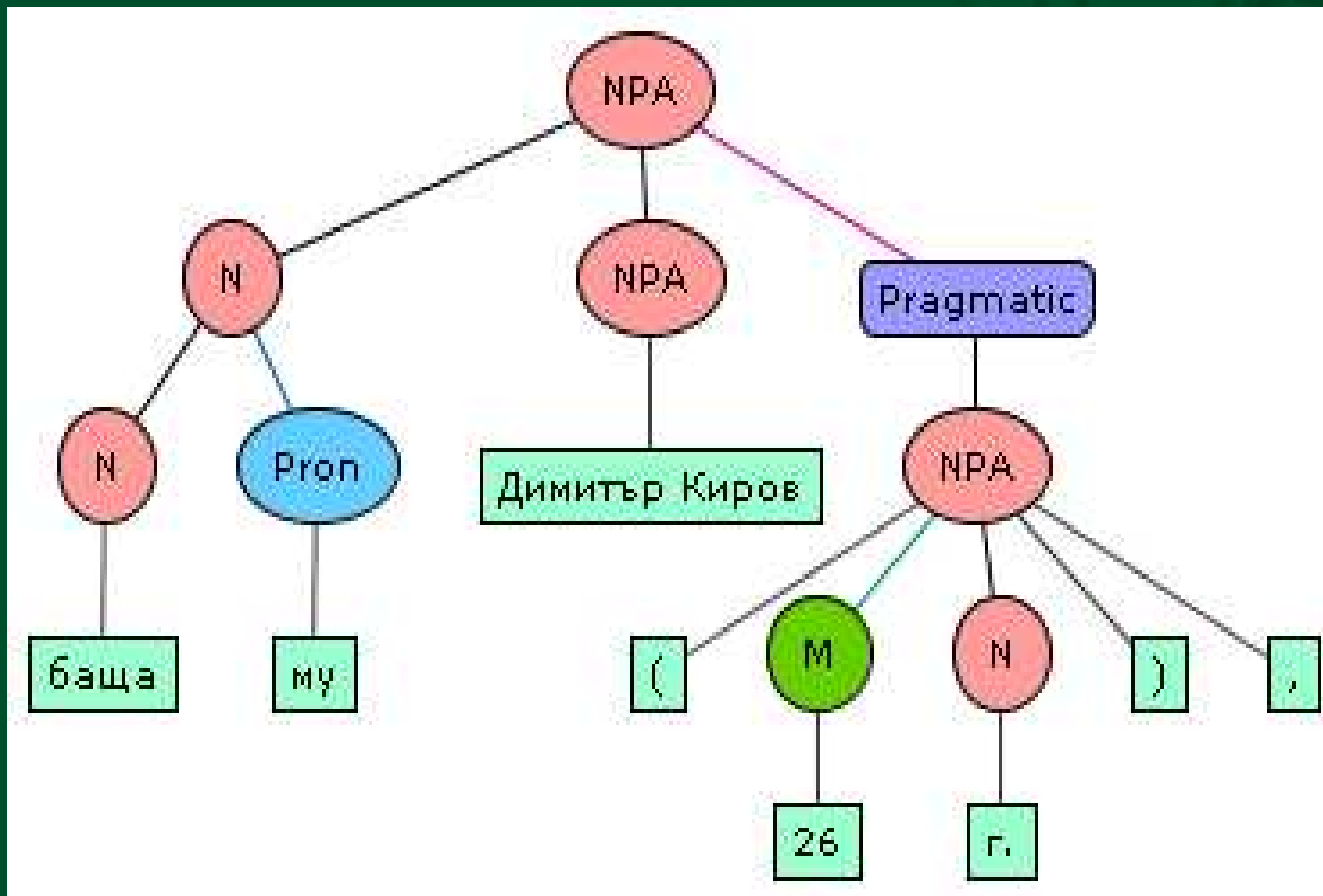 NPA
N NPA Pragmatic
N Pron Димитър Киров NPA
баща му ( M N ) ,
26 г.